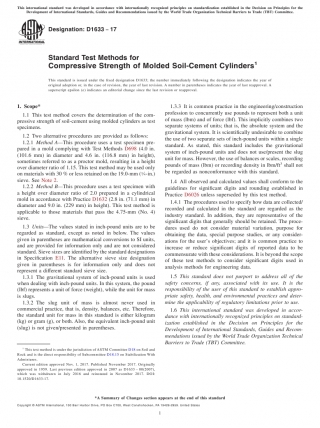 This international standard was developed in accordance with internationally recognized principles on standardization established in the Decision on Principles for the
Development of International Standards, Guides and Recommendations issued by the World Trade Organization Technical Barriers to Trade (TBT) Committee.
Designation: D1633 − 17
Standard Test Methods for
Compressive Strength of Molded Soil-Cement Cylinders1
This standard is issued under the fixed designation D1633; the number immediately following the designation indicates the year of
original adoption or, in the case of revision, the year of last revision. A number in parentheses indicates the year of last reapproval. A
superscript epsilon (ε) indicates an editorial change since the last revision or reapproval.
1. Scope*
1.1 This test method covers the determination of the com-
pressive strength of soil-cement using molded cylinders as test
specimens.
1.2 Two alternative procedures are provided as follows:
1.2.1 Method A—This procedure uses a test specimen pre-
pared in a mold complying with Test Methods D698 (4.0 in.
(101.6 mm) in diameter and 4.6 in. (116.8 mm) in height),
sometimes referred to as a proctor mold, resulting in a height
over diameter ratio of 1.15. This test method may be used only
on materials with 30 % or less retained on the 19.0-mm (3⁄4 in.)
sieve. See Note 2.
1.2.2 Method B—This procedure uses a test specimen with
a height over diameter ratio of 2.0 prepared in a cylindrical
mold in accordance with Practice D1632 (2.8 in. (71.1 mm) in
diameter and 9.0 in. (229 mm) in height). This test method is
applicable to those materials that pass the 4.75-mm (No. 4)
sieve.
1.3 Units—The values stated in inch-pound units are to be
regarded as standard, except as noted below. The values
given in parentheses are mathematical conversions to SI units,
and are provided for information only and are not considered
standard. Sieve sizes are identified by the standard designations
in Specification E11. The alternative sieve size designation
given in parentheses is for information only and does not
represent a different standard sieve size.
1.3.1 The gravitational system of inch-pound units is used
when dealing with inch-pound units. In this system, the pound
(lbf) represents a unit of force (weight), while the unit for mass
is slugs.
1.3.2 The slug unit of mass is almost never used in
commercial practice, that is, density, balances, etc. Therefore,
the standard unit for mass in this standard is either kilogram
(kg) or gram (g), or both. Also, the equivalent inch-pound unit
(slug) is not given/presented in parentheses.
1.3.3 It is common practice in the engineering/construction
profession to concurrently use pounds to represent both a unit
of mass (lbm) and of force (lbf). This implicitly combines two
separate systems of units; that is, the absolute system and the
gravitational system. It is scientifically undesirable to combine
the use of two separate sets of inch-pound units within a single
standard. As stated, this standard includes the gravitational
system of inch-pound units and does not use/present the slug
unit for mass. However, the use of balances or scales, recording
pounds of mass (lbm) or recording density in lbm/ft3 shall not
be regarded as nonconformance with this standard.
1.4 All observed and calculated values shall conform to the
guidelines for significant digits and rounding established in
Practice D6026 unless superseded by this test method.
1.4.1 The procedures used to specify how data are collected/
recorded and calculated in the standard are regarded as the
industry standard. In addition, they are representative of the
significant digits that generally should be retained. The proce-
dures used do not consider material variation, purpose for
obtaining the data, special purpose studies, or any consider-
ations for the user's objectives; and it is common practice to
increase or reduce significant digits of reported data to be
commensurate with these considerations. It is beyond the scope
of these test methods to consider significant digits used in
analysis methods for engineering data.
1.5 This standard does not purport to address all of the
safety concerns, if any, associated with its use. It is the
responsibility of the user of this standard to establish appro-
priate safety, health, and environmental practices and deter-
mine the applicability of regulatory limitations prior to use.
1.6 This international standard was developed in accor-
dance with internationally recognized principles on standard-
ization established in the Decision on Principles for the
Development of International Standards, Guides and Recom-
mendations issued by the World Trade Organization Technical
Barriers to Trade (TBT) Committee.
1 This test method is under the jurisdiction of ASTM Committee D18 on Soil and
Rock and is the direct responsibility of Subcommittee D18.15 on Stabilization With
Admixtures.
Current edition approved Nov. 1, 2017. Published November 2017. Originally
approved in 1959. Last previous edition approved in 2007 as D1633 – 00(2007),
which was withdrawn in July 2016 and reinstated in November 2017. DOI:
10.1520/D1633-17.
*A Summary of Changes section appears at the end of this standard
Copyright © ASTM International, 100 Barr Harbor Drive, PO Box C700, West Conshohocken, PA 19428-2959. United States
1